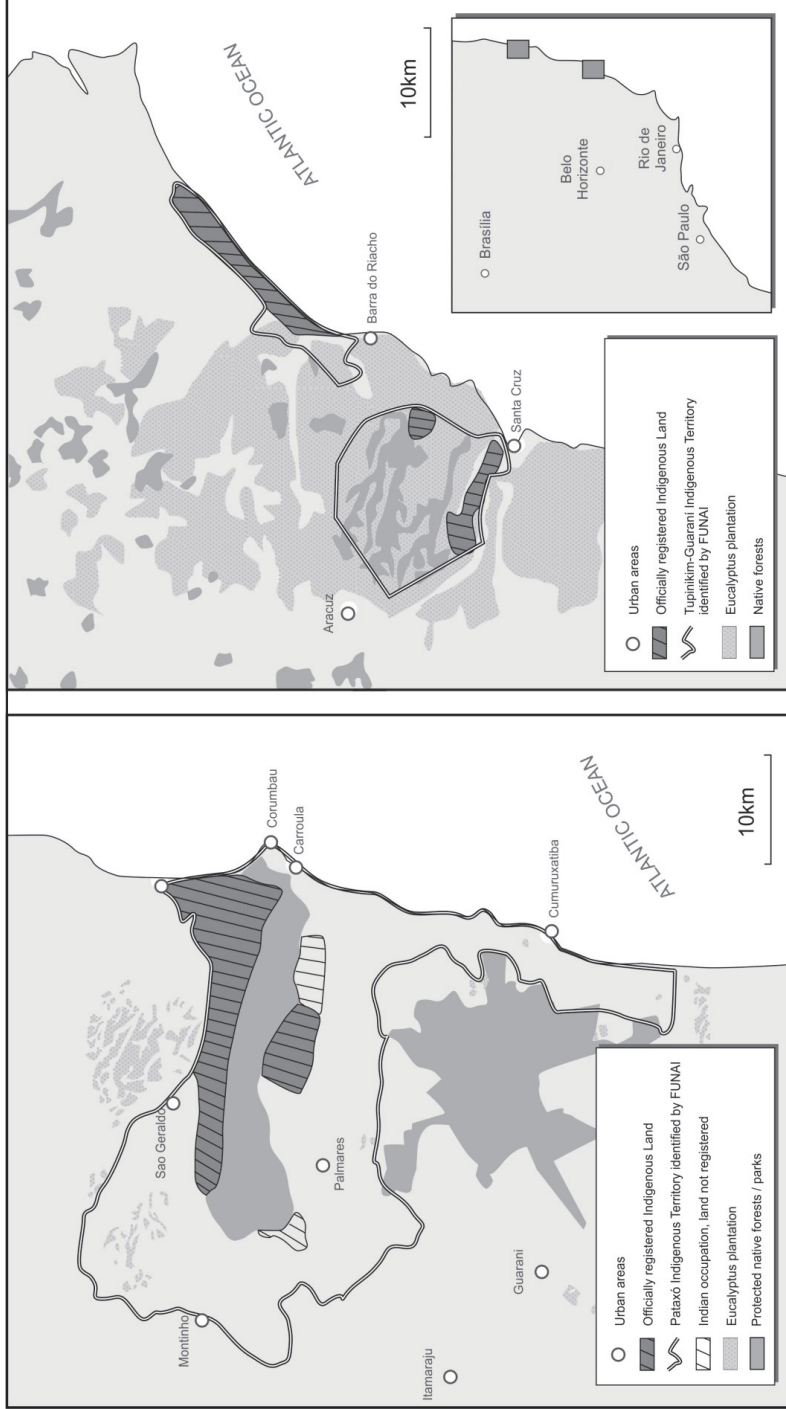 Montinho
Sao Geraldo
Corumbau
Carroula
Palmares
Itamaraju
Guarani
Cumuruxatiba
ATLANTIC OCEAN
10km
Urban areas
Officially registered Indigenous Land
Pataxó Indigenous Territory identified by FUNAI
Indian occupation, land not registered
Eucalyptus plantation
Protected native forests / parks
ATLANTIC OCEAN
Aracuz
Barra do Riacho
Santa Cruz
10km
Urban areas
Officially registered Indigenous Land
Tupinikim-Guaraní Indigenous Territory
identified by FUNAI
Eucalyptus plantation
Native forests
Brasília
Belo
Horizonte
Rio de
Janeiro
São Paulo